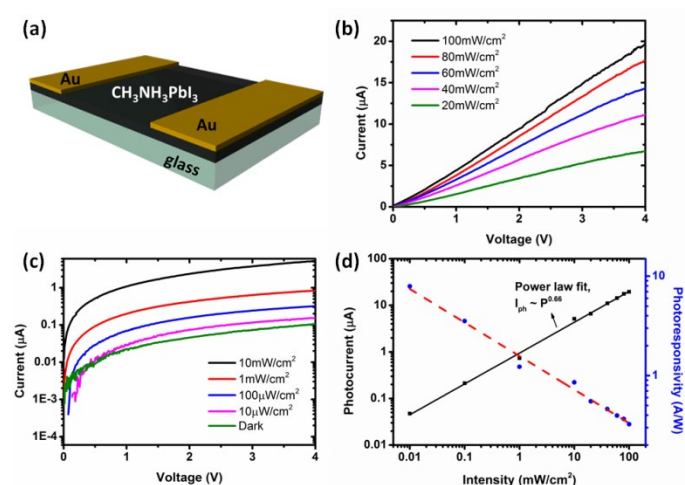 (a)
Au
CH3NH3PbI3
Au
glass
(b)
25
20
15
10
5
0
Current (µA)
100mW/cm²
80mW/cm²
60mW/cm²
40mW/cm²
20mW/cm²
0 1 2 3 4
Voltage (V)
(c)
1
0.1
0.01
1E-3
1E-4
Current (µA)
10mW/cm²
1mW/cm²
100µW/cm²
10µW/cm²
Dark
0 1 2 3 4
Voltage (V)
(d)
100
10
1
0.1
0.01
Photocurrent (µA)
Power law fit,
Iph ~ P^0.66
10
1
Photoresponsivity (A/W)
0.01 0.1 1 10 100
Intensity (mW/cm²)